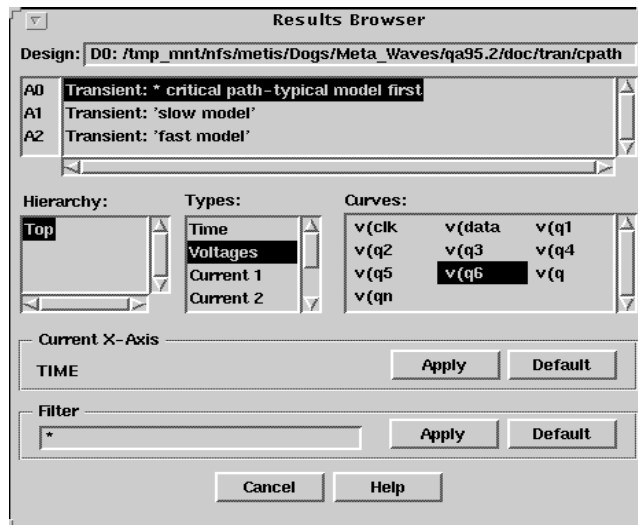 Results Browser
Design: D0: /tmp_mnt/nfs/metis/Dogs/Meta_Waves/qa95.2/doc/tran/cpath
A0 Transient: * critical path-typical model first
A1 Transient: 'slow model'
A2 Transient: 'fast model'
Hierarchy: Types: Curves:
Top Time v(clk v(data v(q1
Voltages v(q2 v(q3 v(q4
Current 1 v(q5 v(q6 v(q
Current 2 v(qn
Current X-Axis
TIME Apply Default
Filter
* Apply Default
Cancel Help